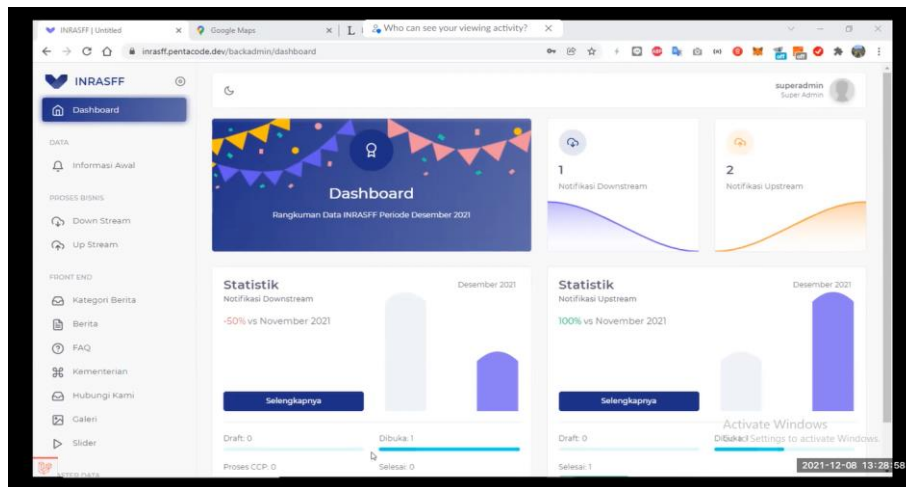 INRASFF | Untitled
Google Maps
L
Who can see your viewing activity?
inrasff.pentacode.dev/backadmin/dashboard
INRASFF
superadmin
Super Admin
Dashboard
DATA
Informasi Awal
PROSES BISNIS
Down Stream
Up Stream
FRONT END
Kategori Berita
Berita
FAQ
Kementerian
Hubungi Kami
Galeri
Slider
Dashboard
Rangkuman Data INRASFF Periode Desember 2021
1
Notifikasi Downstream
2
Notifikasi Upstream
Statistik
Desember 2021
Notifikasi Downstream
-50% vs November 2021
Selengkapnya
Draft: 0
Dibuka: 1
Proses CCP: 0
Selesai: 0
Statistik
Desember 2021
Notifikasi Upstream
100% vs November 2021
Selengkapnya
Draft: 0
Selesai: 1
Activate Windows
Settings to activate Windows.
2021-12-08 13:28:58